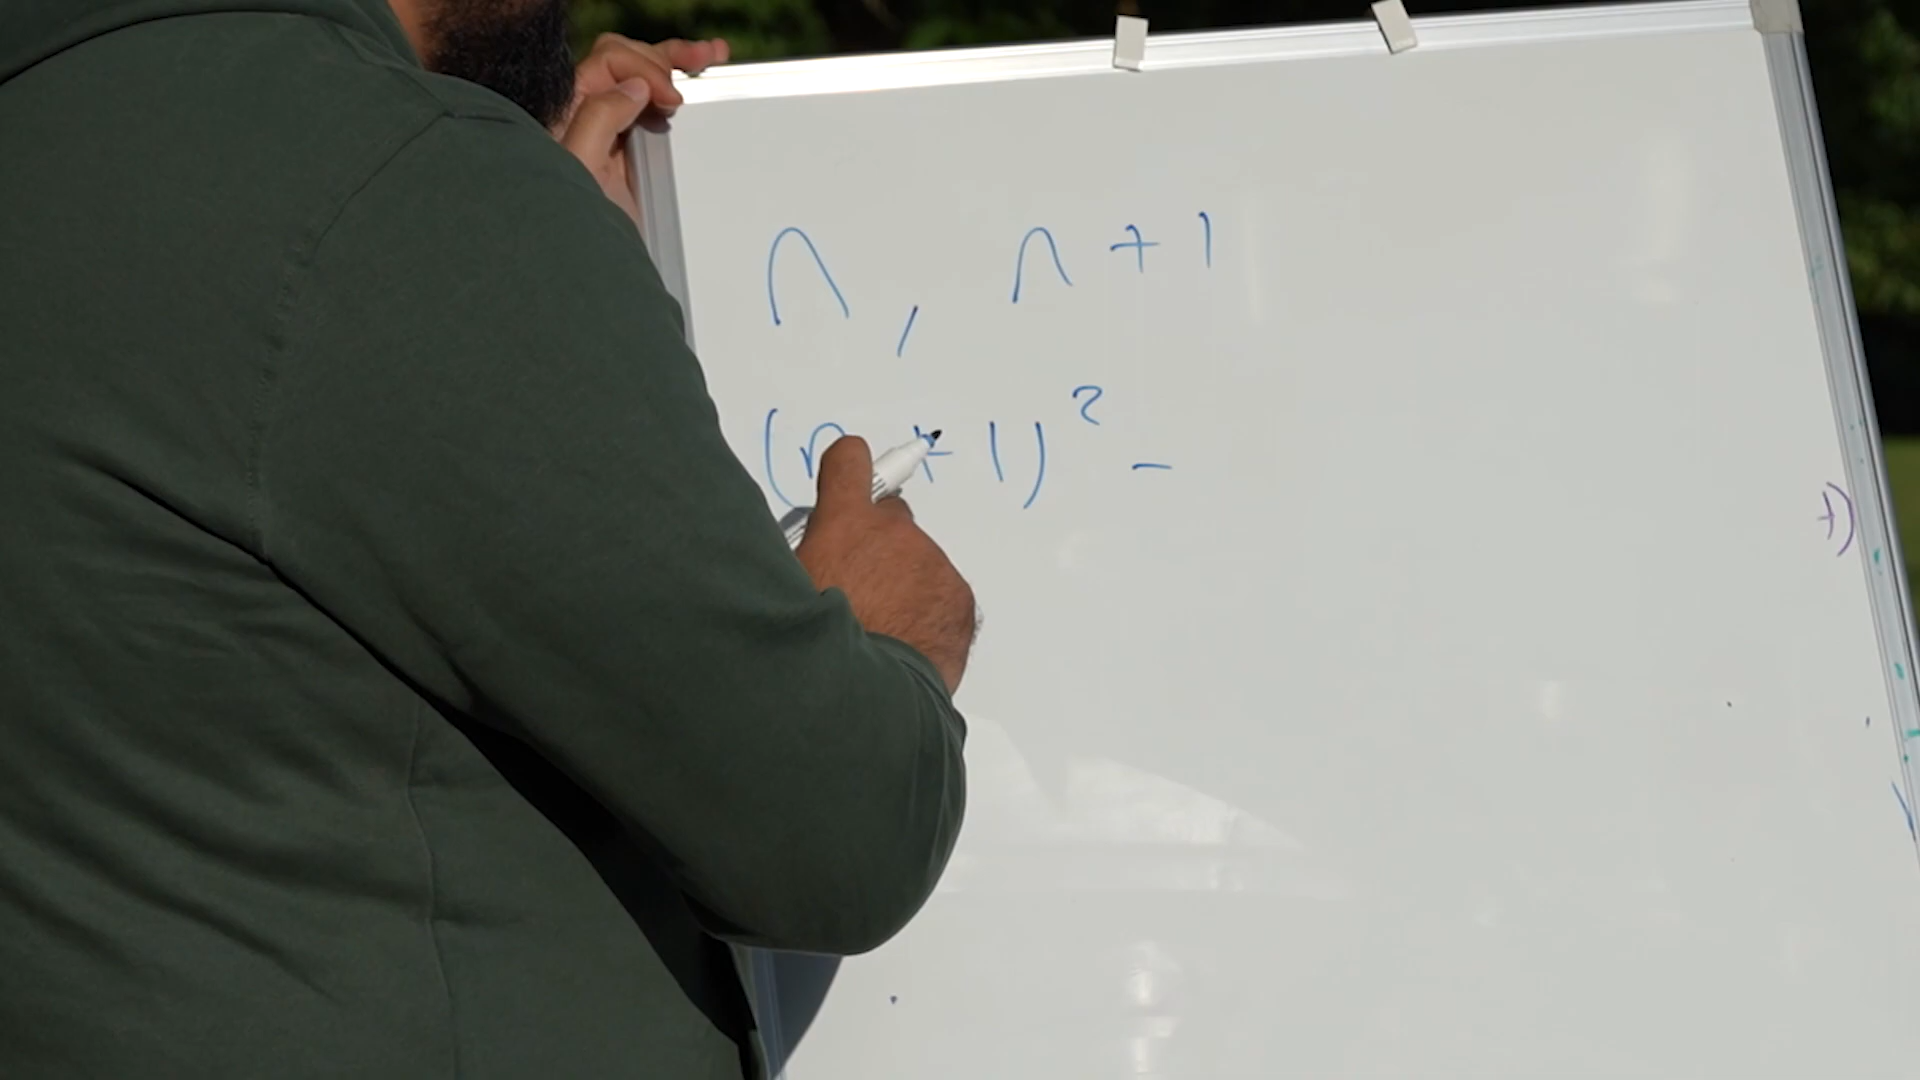 n, n+1
(n+1)² -
+)